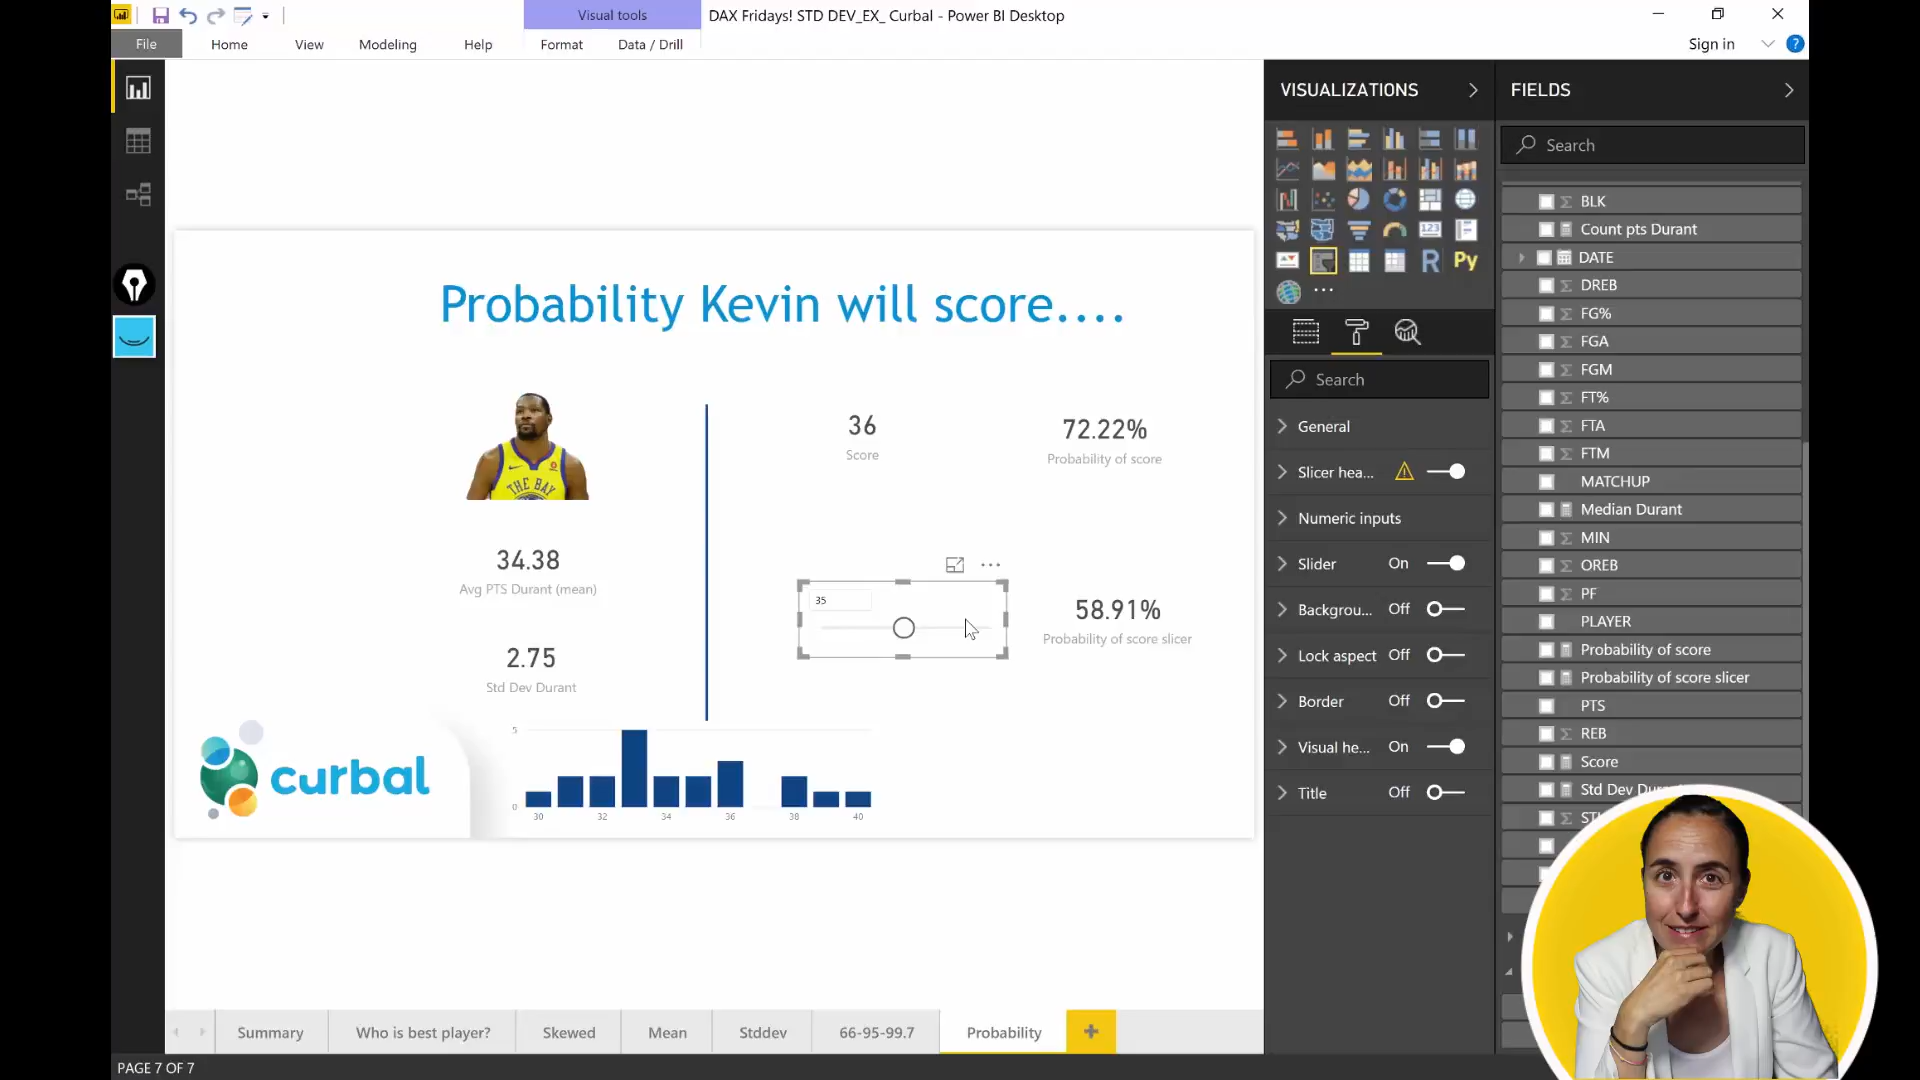 Visual tools
DAX Fridays! STD DEV_EX_ Curbal - Power BI Desktop
File
Home
View
Modeling
Help
Format
Data / Drill
Sign in
?
VISUALIZATIONS
FIELDS
Search
123
R
Py
Search
General
Slicer hea...
Numeric inputs
Slider
On
Backgrou...
Off
Lock aspect
Off
Border
Off
Visual he...
On
Title
Off
BLK
Count pts Durant
DATE
DREB
FG%
FGA
FGM
FT%
FTA
FTM
MATCHUP
Median Durant
MIN
OREB
PF
PLAYER
Probability of score
Probability of score slicer
PTS
REB
Score
Probability Kevin will score....
THE BAY
34.38
Avg PTS Durant (mean)
2.75
Std Dev Durant
36
Score
72.22%
Probability of score
35
58.91%
Probability of score slicer
curbal
5
0
30
32
34
36
38
40
Summary
Who is best player?
Skewed
Mean
Stddev
66-95-99.7
Probability
PAGE 7 OF 7